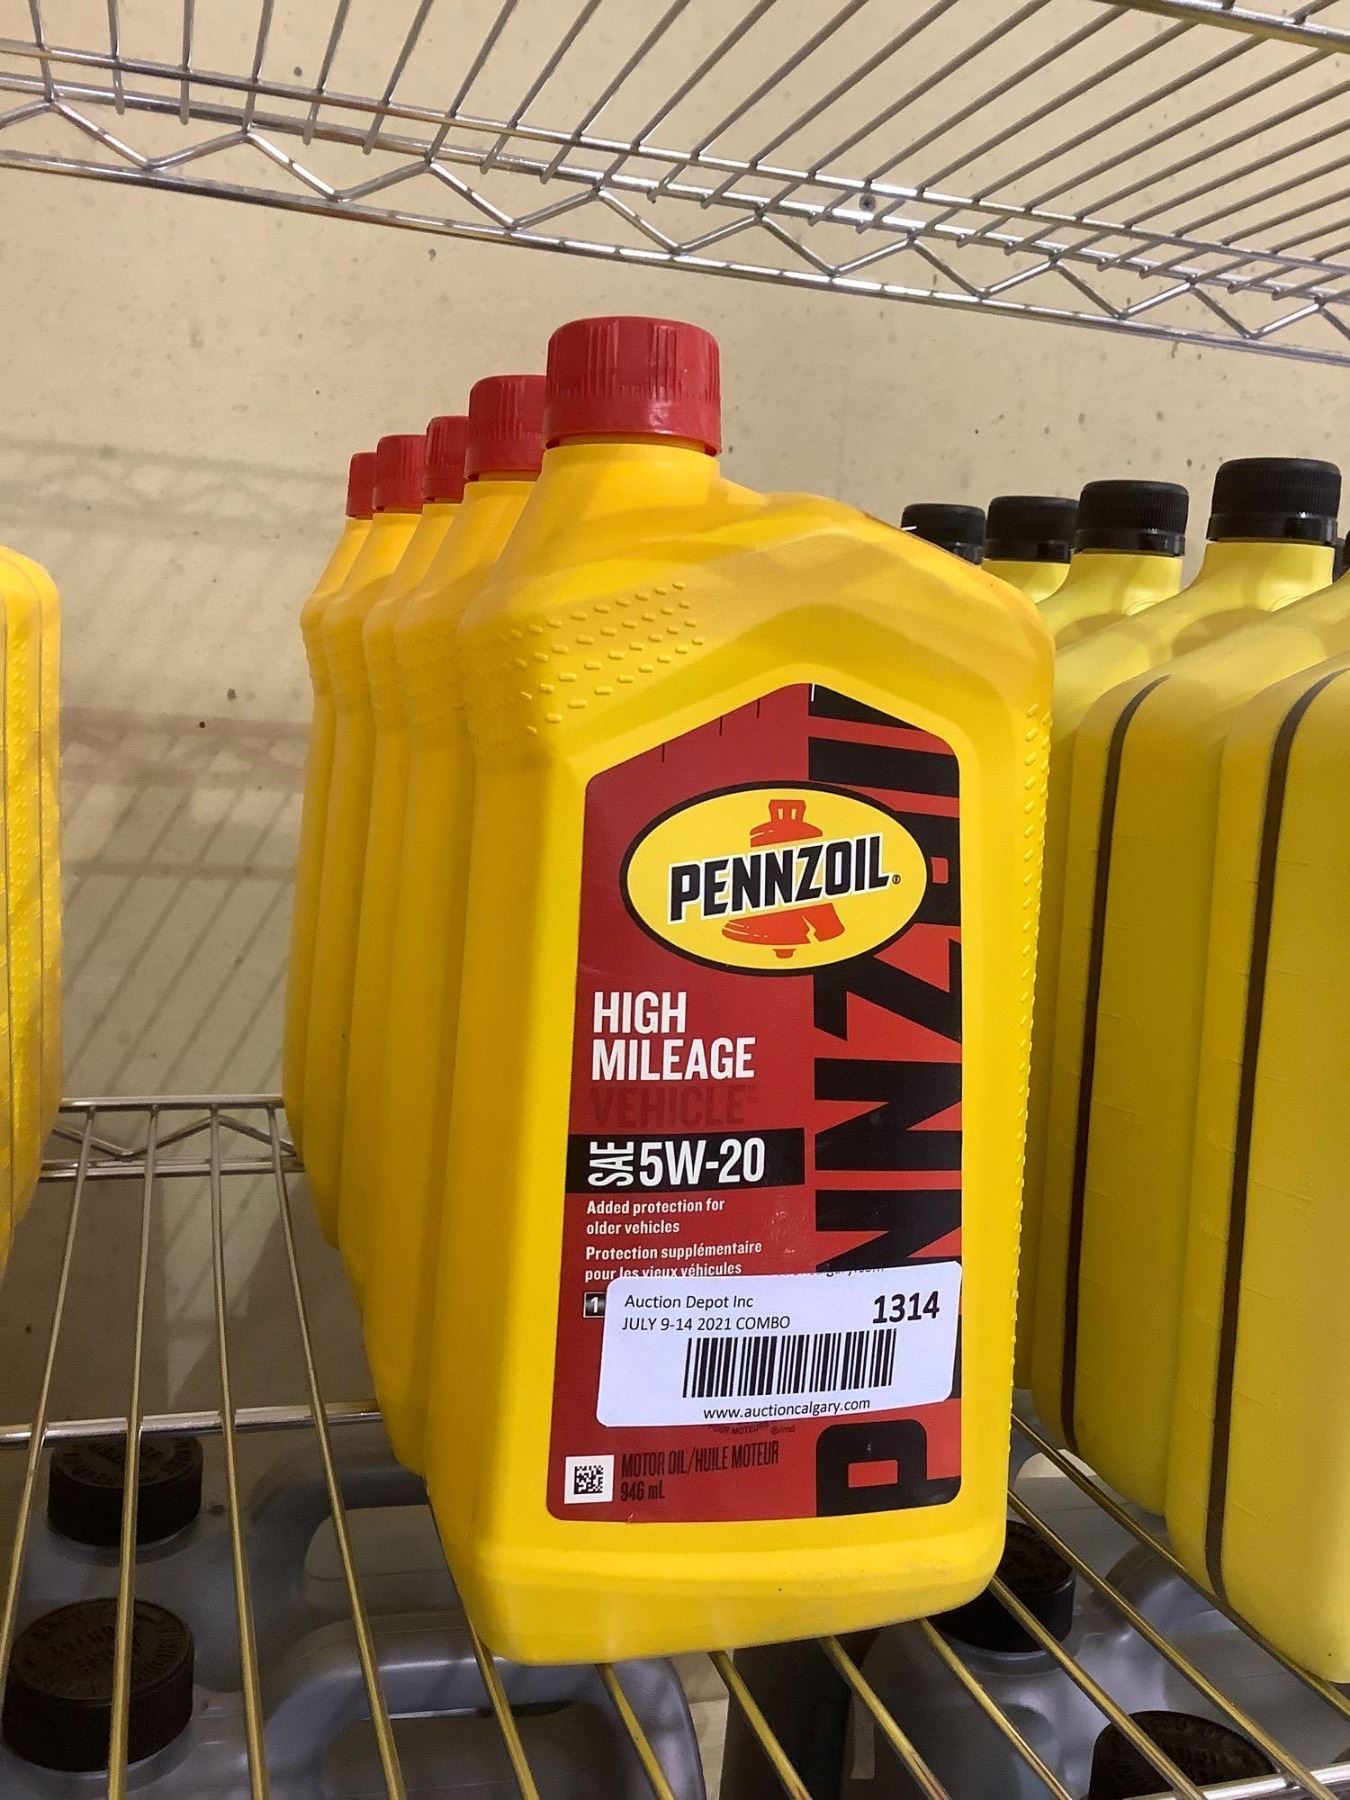 PENNZOIL®
PENNZOIL
HIGH
MILEAGE
VEHICLE
SAE 5W-20
Added protection for
older vehicles
Protection supplémentaire
pour les vieux véhicules
1
Auction Depot Inc
JULY 9-14 2021 COMBO
1314
www.auctioncalgary.com
MOTOR OIL/HUILE MOTEUR
946 mL